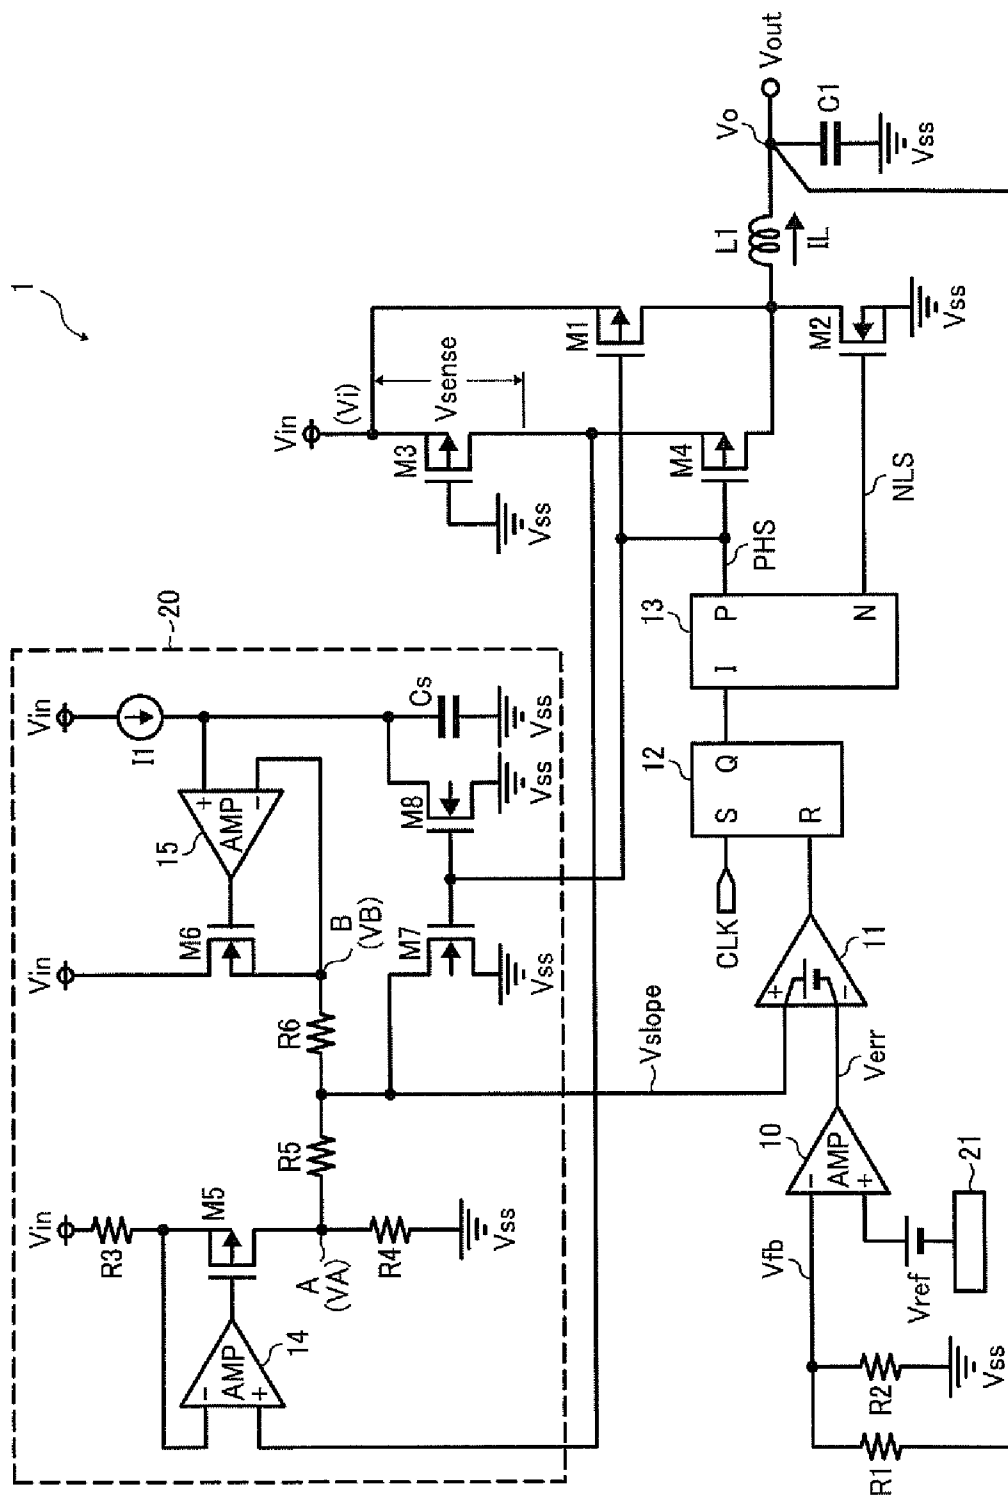 1
20
Vin
R3
M5
14
AMP
-
+
A
(VA)
R4
Vss
R5
R6
B
(VB)
Vin
M6
15
AMP
+
-
Vin
I1
Cs
Vss
M8
Vss
M7
Vss
Vin
(Vi)
M3
Vss
Vsense
M1
M4
PHS
M2
Vss
NLS
L1
IL
Vo
Vout
C1
Vss
13
I
P
N
12
S
Q
R
CLK
11
+
-
Vslope
Verr
10
AMP
-
+
Vfb
Vref
21
R1
R2
Vss